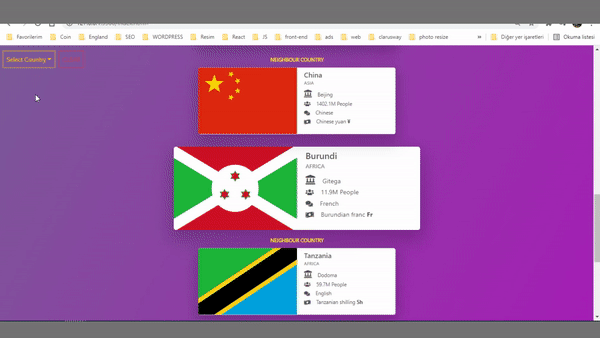 Favorilerim Coin England SEO WORDPRESS Resim React JS front-end ads web clarusway photo resize » Diğer yer işaretleri Okuma listesi
Select Country
NEIGHBOUR COUNTRY
China
ASIA
Beijing
1402.1M People
Chinese
Chinese yuan ¥
Burundi
AFRICA
Gitega
11.9M People
French
Burundian franc Fr
NEIGHBOUR COUNTRY
Tanzania
AFRICA
Dodoma
59.7M People
English
Tanzanian shilling Sh